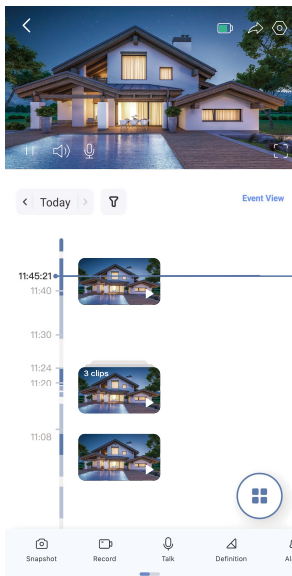 Today
Event View
11:45:21
11:40
11:30
11:24
3 clips
11:20
11:08
Snapshot
Record
Talk
Definition